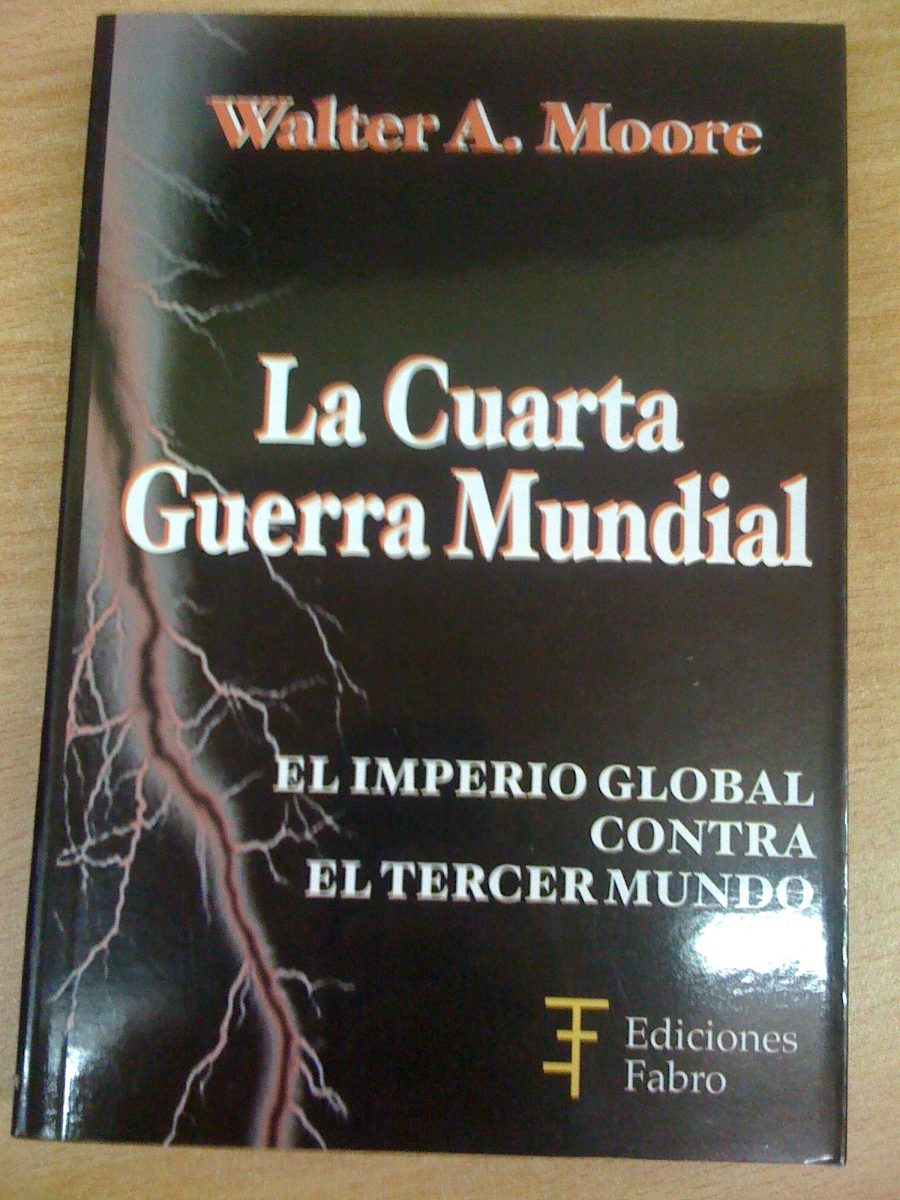 Walter A. Moore
La Cuarta
Guerra Mundial
EL IMPERIO GLOBAL
CONTRA
EL TERCER MUNDO
Ediciones
Fabro